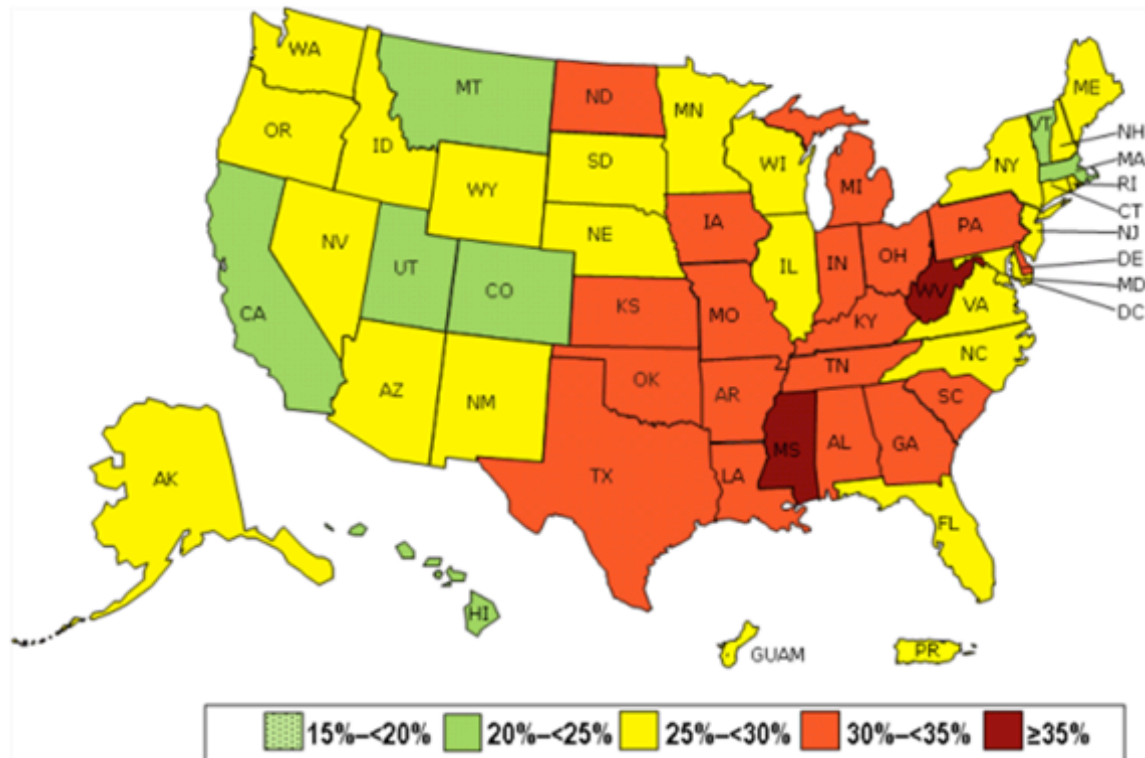 WA
MT
ND
MN
ME
OR
ID
SD
WI
MI
NY
VT
NH
MA
RI
CT
NJ
DE
MD
DC
WY
NE
IA
IL
IN
OH
PA
NV
UT
CO
KS
MO
KY
WV
VA
CA
AZ
NM
OK
AR
TN
NC
SC
TX
LA
MS
AL
GA
FL
AK
HI
GUAM
PR
15%–<20% 20%–<25% 25%–<30% 30%–<35% ≥35%